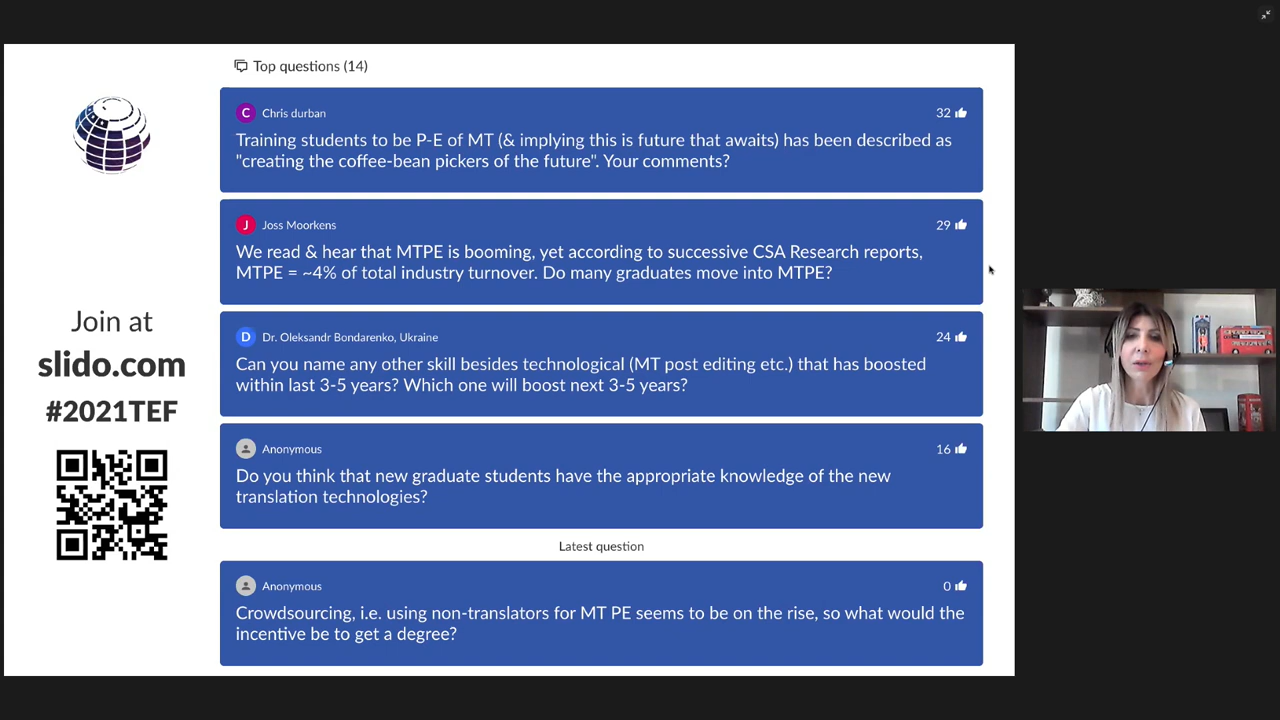 Top questions (14)
C Chris durban 32
Training students to be P-E of MT (& implying this is future that awaits) has been described as
"creating the coffee-bean pickers of the future". Your comments?
J Joss Moorkens 29
We read & hear that MTPE is booming, yet according to successive CSA Research reports,
MTPE = ~4% of total industry turnover. Do many graduates move into MTPE?
D Dr. Oleksandr Bondarenko, Ukraine 24
Can you name any other skill besides technological (MT post editing etc.) that has boosted
within last 3-5 years? Which one will boost next 3-5 years?
Anonymous 16
Do you think that new graduate students have the appropriate knowledge of the new
translation technologies?
Latest question
Anonymous 0
Crowdsourcing, i.e. using non-translators for MT PE seems to be on the rise, so what would the
incentive be to get a degree?
Join at
slido.com
#2021TEF